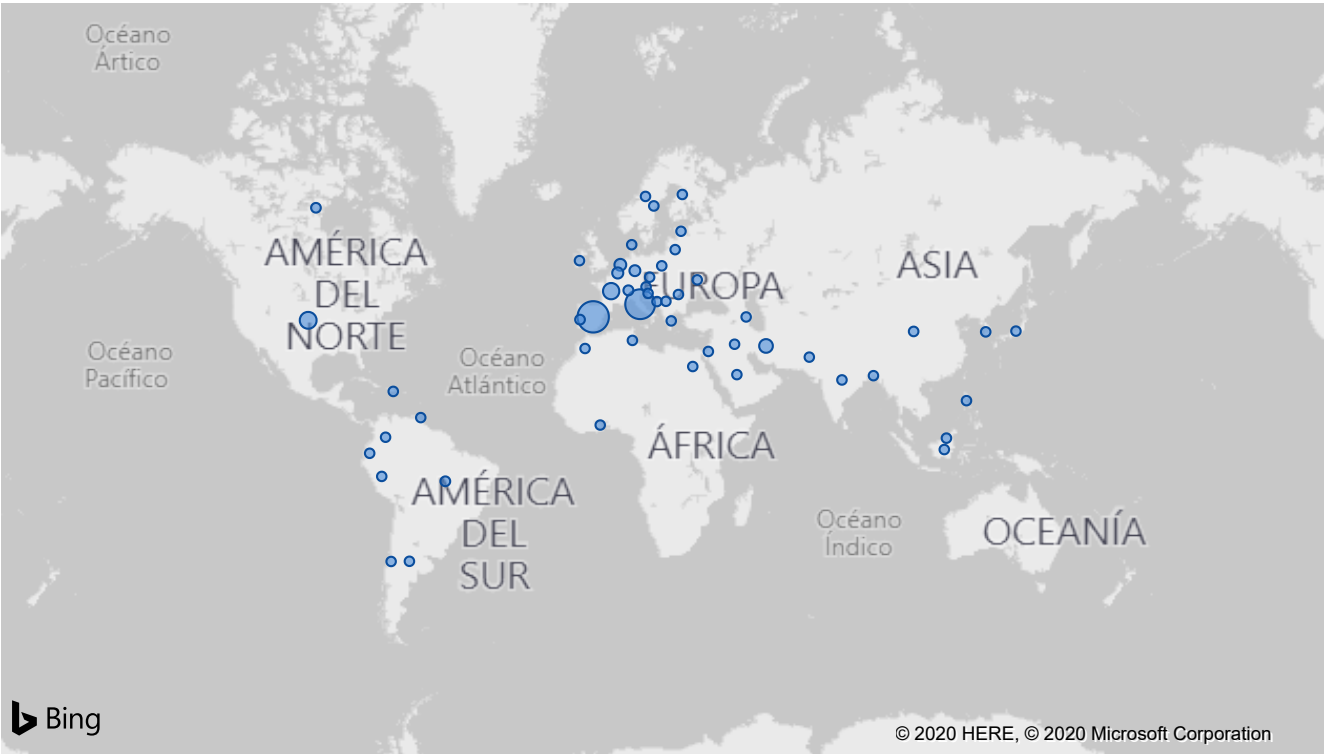 Océano
Ártico
AMÉRICA
DEL
NORTE
EUROPA
ASIA
Océano
Pacífico
Océano
Atlántico
ÁFRICA
AMÉRICA
DEL
SUR
Océano
Índico
OCEANÍA
Bing
© 2020 HERE, © 2020 Microsoft Corporation